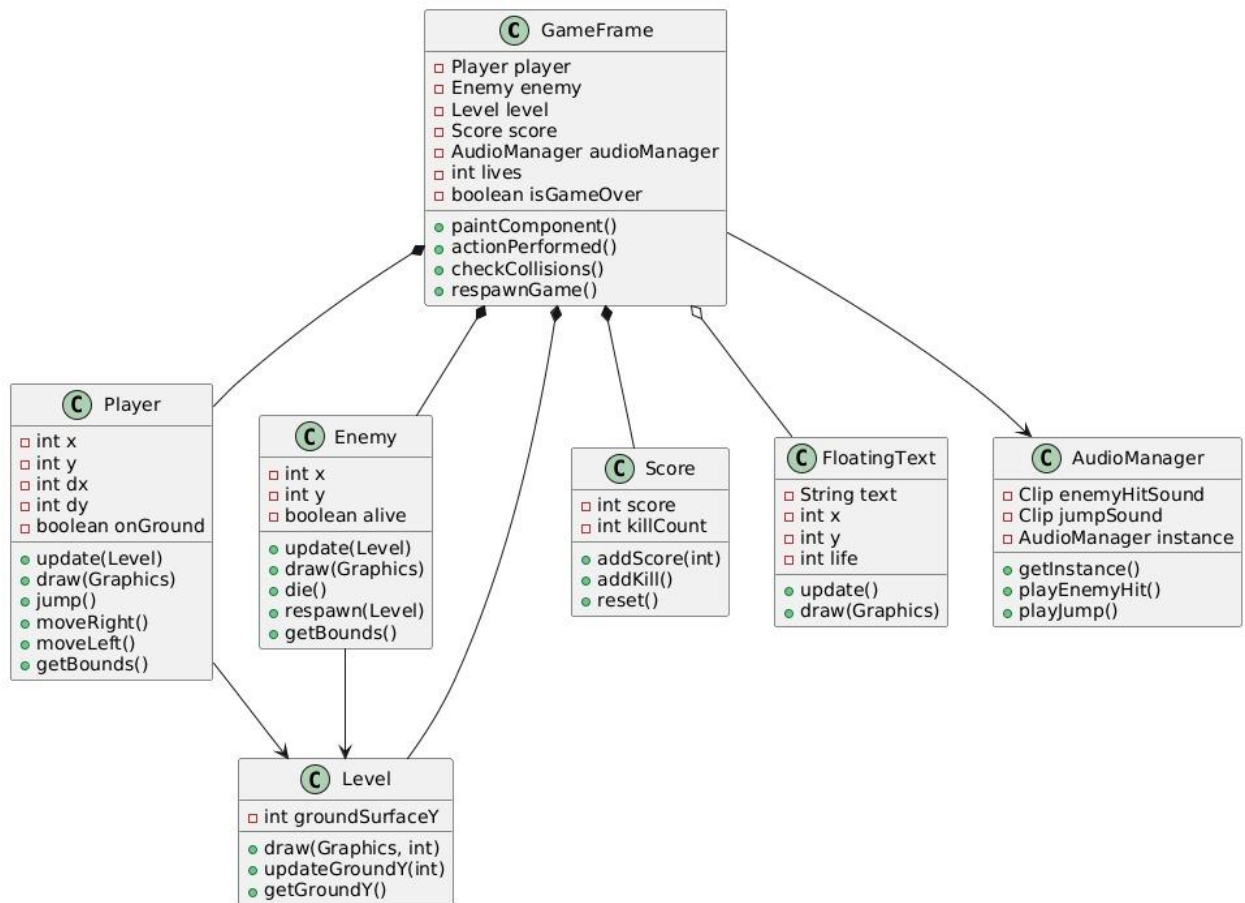 C GameFrame
Player player
Enemy enemy
Level level
Score score
AudioManager audioManager
int lives
boolean isGameOver
paintComponent()
actionPerformed()
checkCollisions()
respawnGame()
C Player
int x
int y
int dx
int dy
boolean onGround
update(Level)
draw(Graphics)
jump()
moveRight()
moveLeft()
getBounds()
C Enemy
int x
int y
boolean alive
update(Level)
draw(Graphics)
die()
respawn(Level)
getBounds()
C Score
int score
int killCount
addScore(int)
addKill()
reset()
C FloatingText
String text
int x
int y
int life
update()
draw(Graphics)
C AudioManager
Clip enemyHitSound
Clip jumpSound
AudioManager instance
getInstance()
playEnemyHit()
playJump()
C Level
int groundSurfaceY
draw(Graphics, int)
updateGroundY(int)
getGroundY()